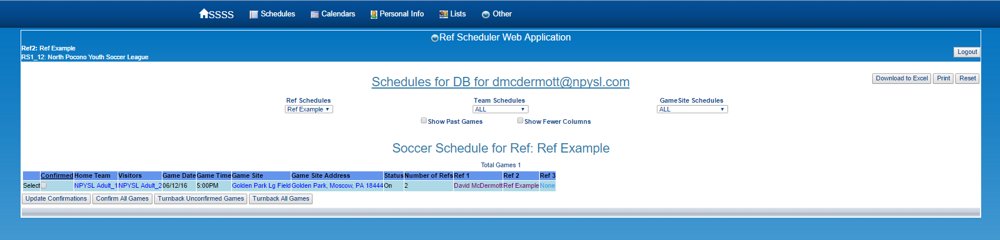 SSSS Schedules Calendars Personal Info Lists Other
Ref Scheduler Web Application
Ref2: Ref Example
RS1_12: North Pocono Youth Soccer League
Logout
Schedules for DB for dmcdermott@npysl.com
Download to Excel Print Reset
Ref Schedules Team Schedules GameSite Schedules
Ref Example ALL ALL
Show Past Games Show Fewer Columns
Soccer Schedule for Ref: Ref Example
Total Games 1
Confirmed Home Team Visitors Game Date Game Time Game Site Game Site Address Status Number of Refs Ref 1 Ref 2 Ref 3
Select NPYSL Adult_1 NPYSL Adult_2 06/12/16 5:00PM Golden Park Lg Field Golden Park, Moscow, PA 18444 On 2 David McDermott Ref Example None
Update Confirmations Confirm All Games Turnback Unconfirmed Games Turnback All Games